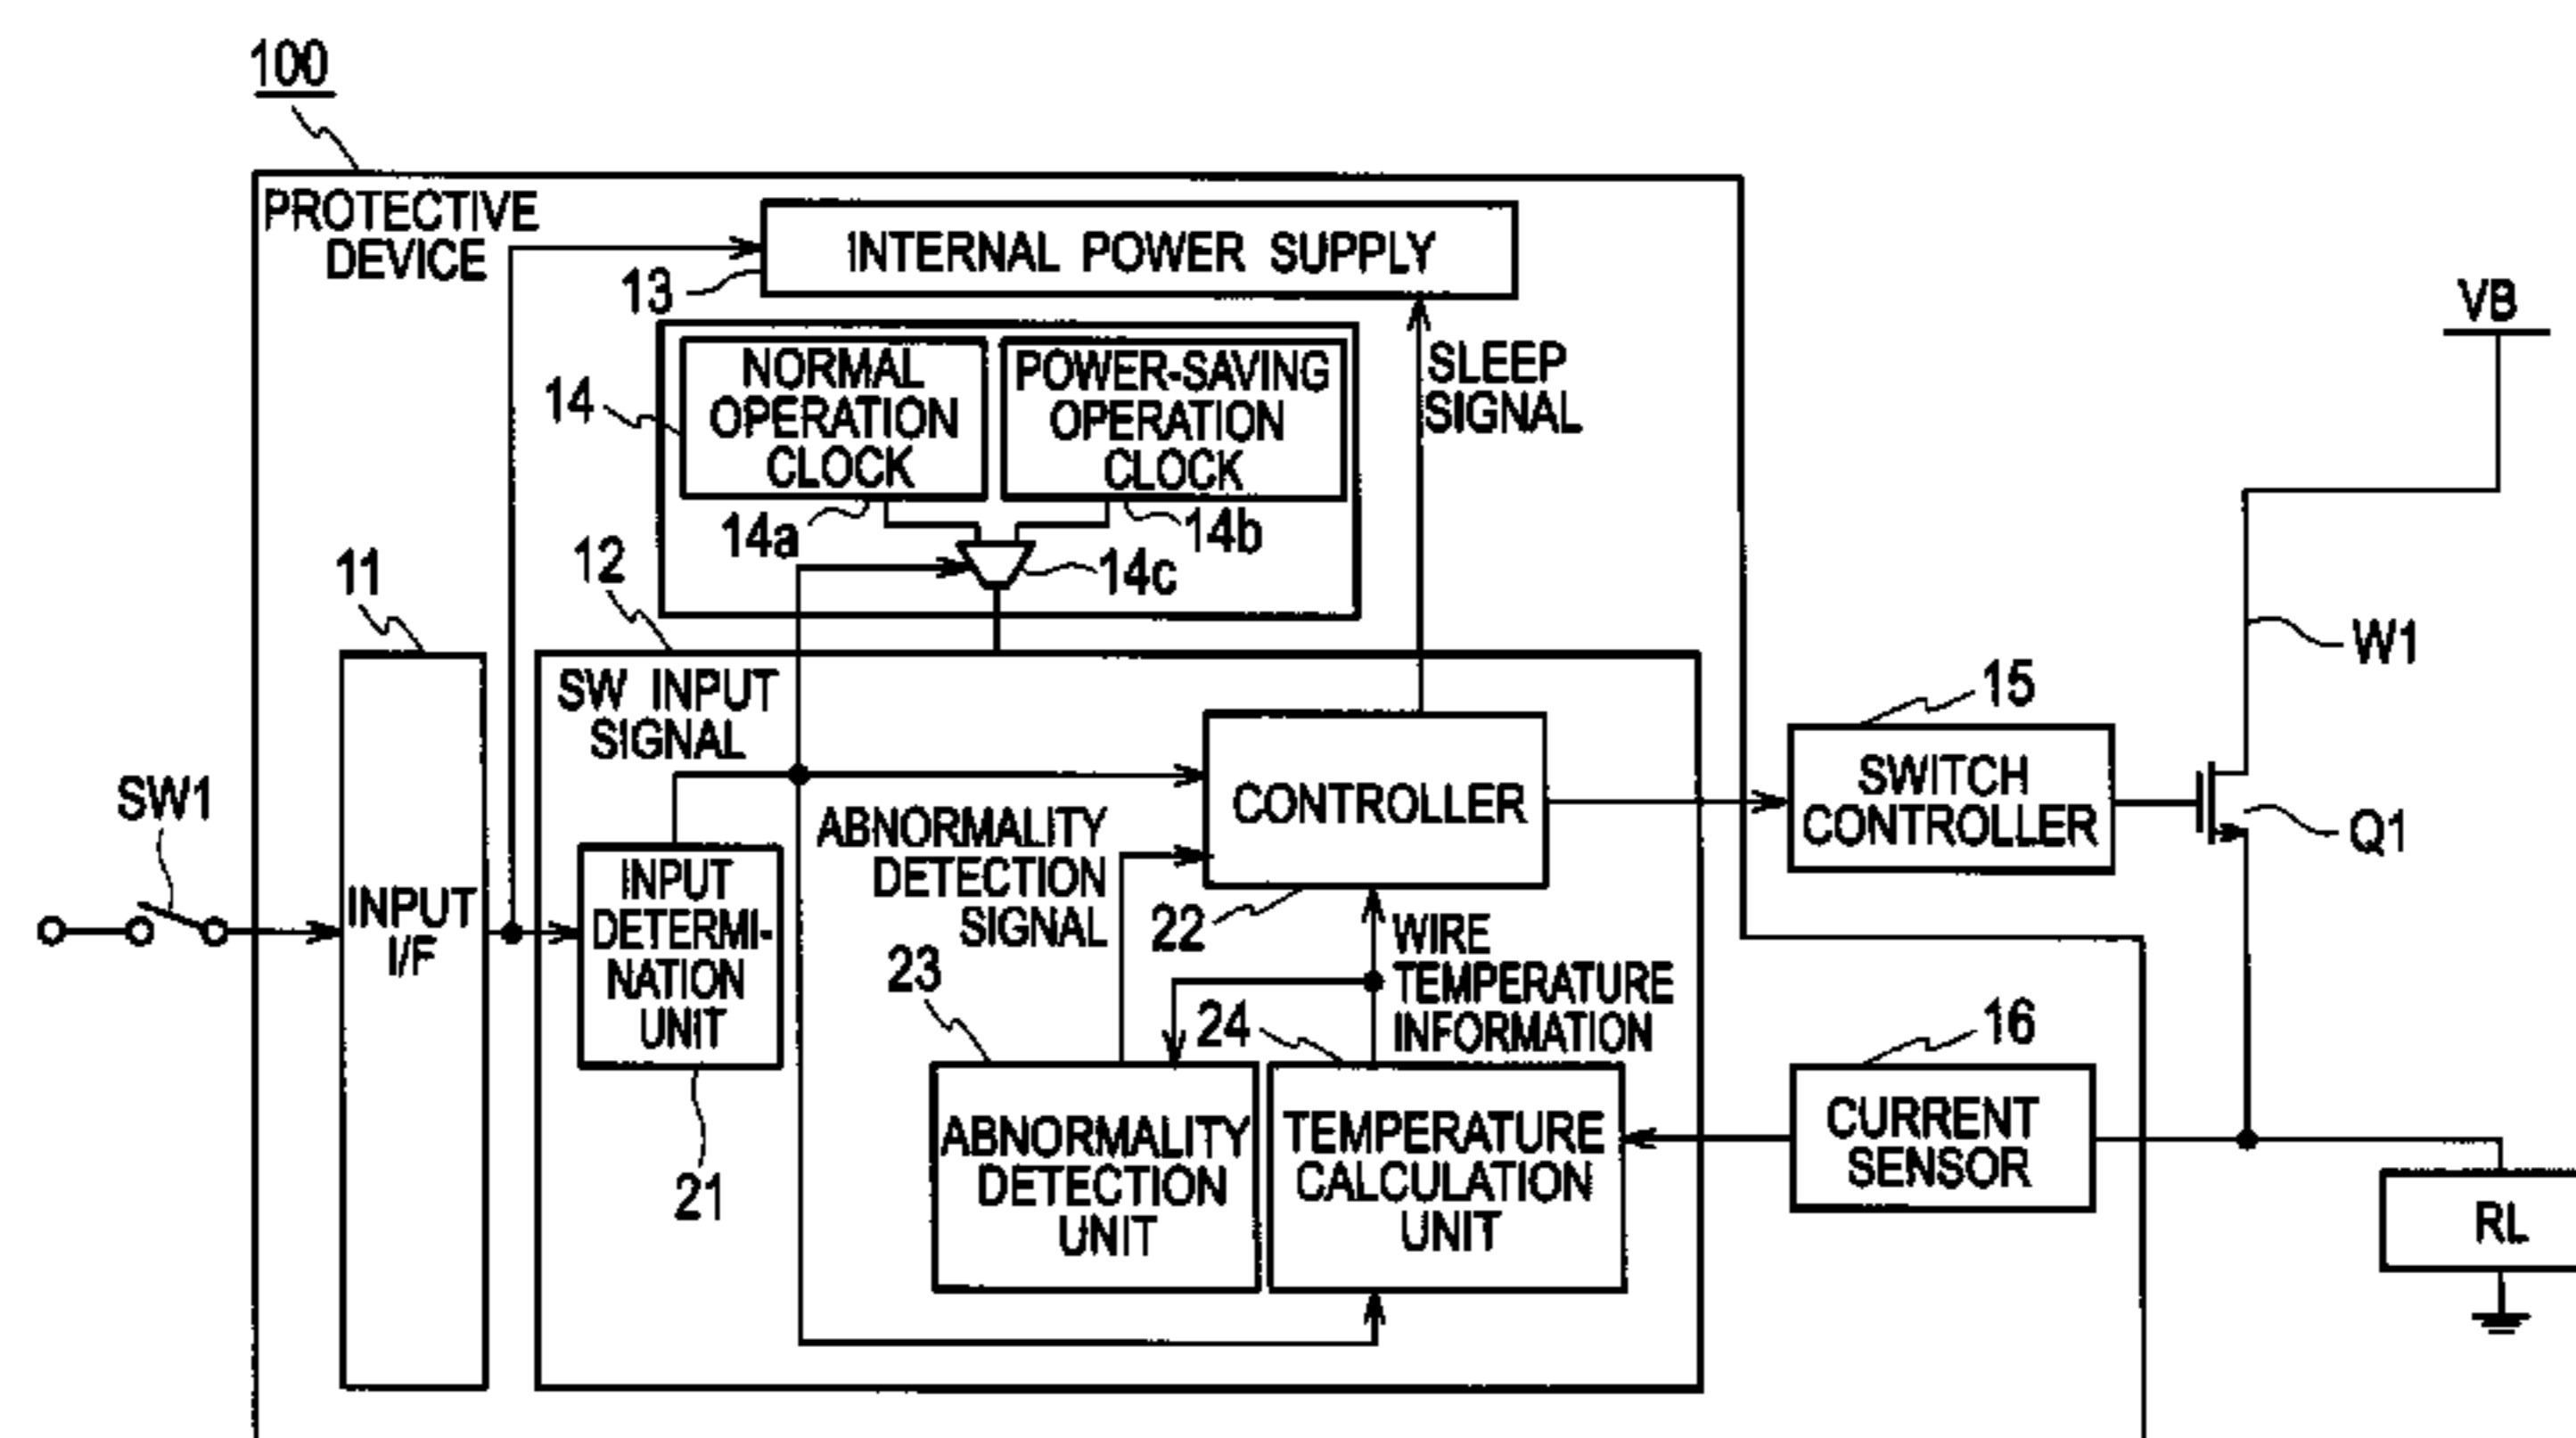 100
PROTECTIVE
DEVICE
INTERNAL POWER SUPPLY
13
VB
14
NORMAL
OPERATION
CLOCK
POWER-SAVING
OPERATION
CLOCK
SLEEP
SIGNAL
14a
14b
14c
11
12
W1
SW INPUT
SIGNAL
15
SWITCH
CONTROLLER
Q1
SW1
INPUT
I/F
INPUT
DETERMI-
NATION
UNIT
21
ABNORMALITY
DETECTION
SIGNAL
CONTROLLER
22
WIRE
TEMPERATURE
INFORMATION
23
24
16
ABNORMALITY
DETECTION
UNIT
TEMPERATURE
CALCULATION
UNIT
CURRENT
SENSOR
RL